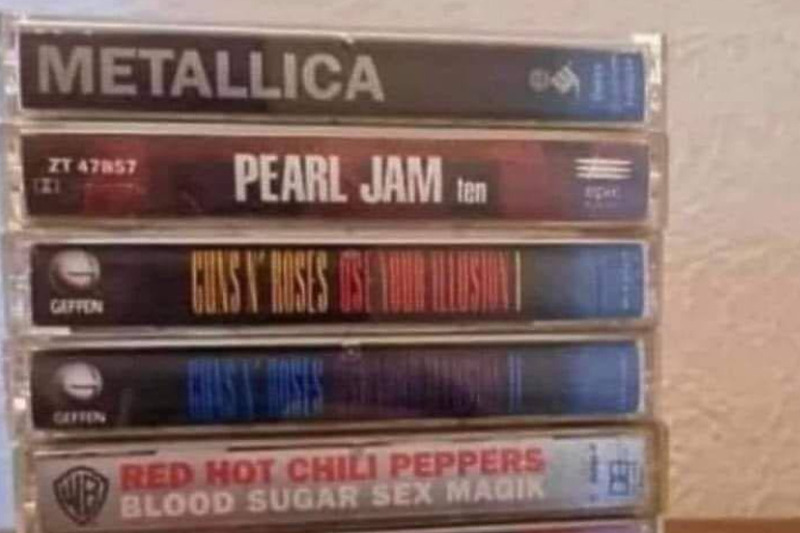 METALLICA
ZT 47857
PEARL JAM ten
epic
GEFFEN
GUNS N' ROSES USE YOUR ILLUSION I
GEFFEN
GUNS N' ROSES
RED HOT CHILI PEPPERS
BLOOD SUGAR SEX MAGIK